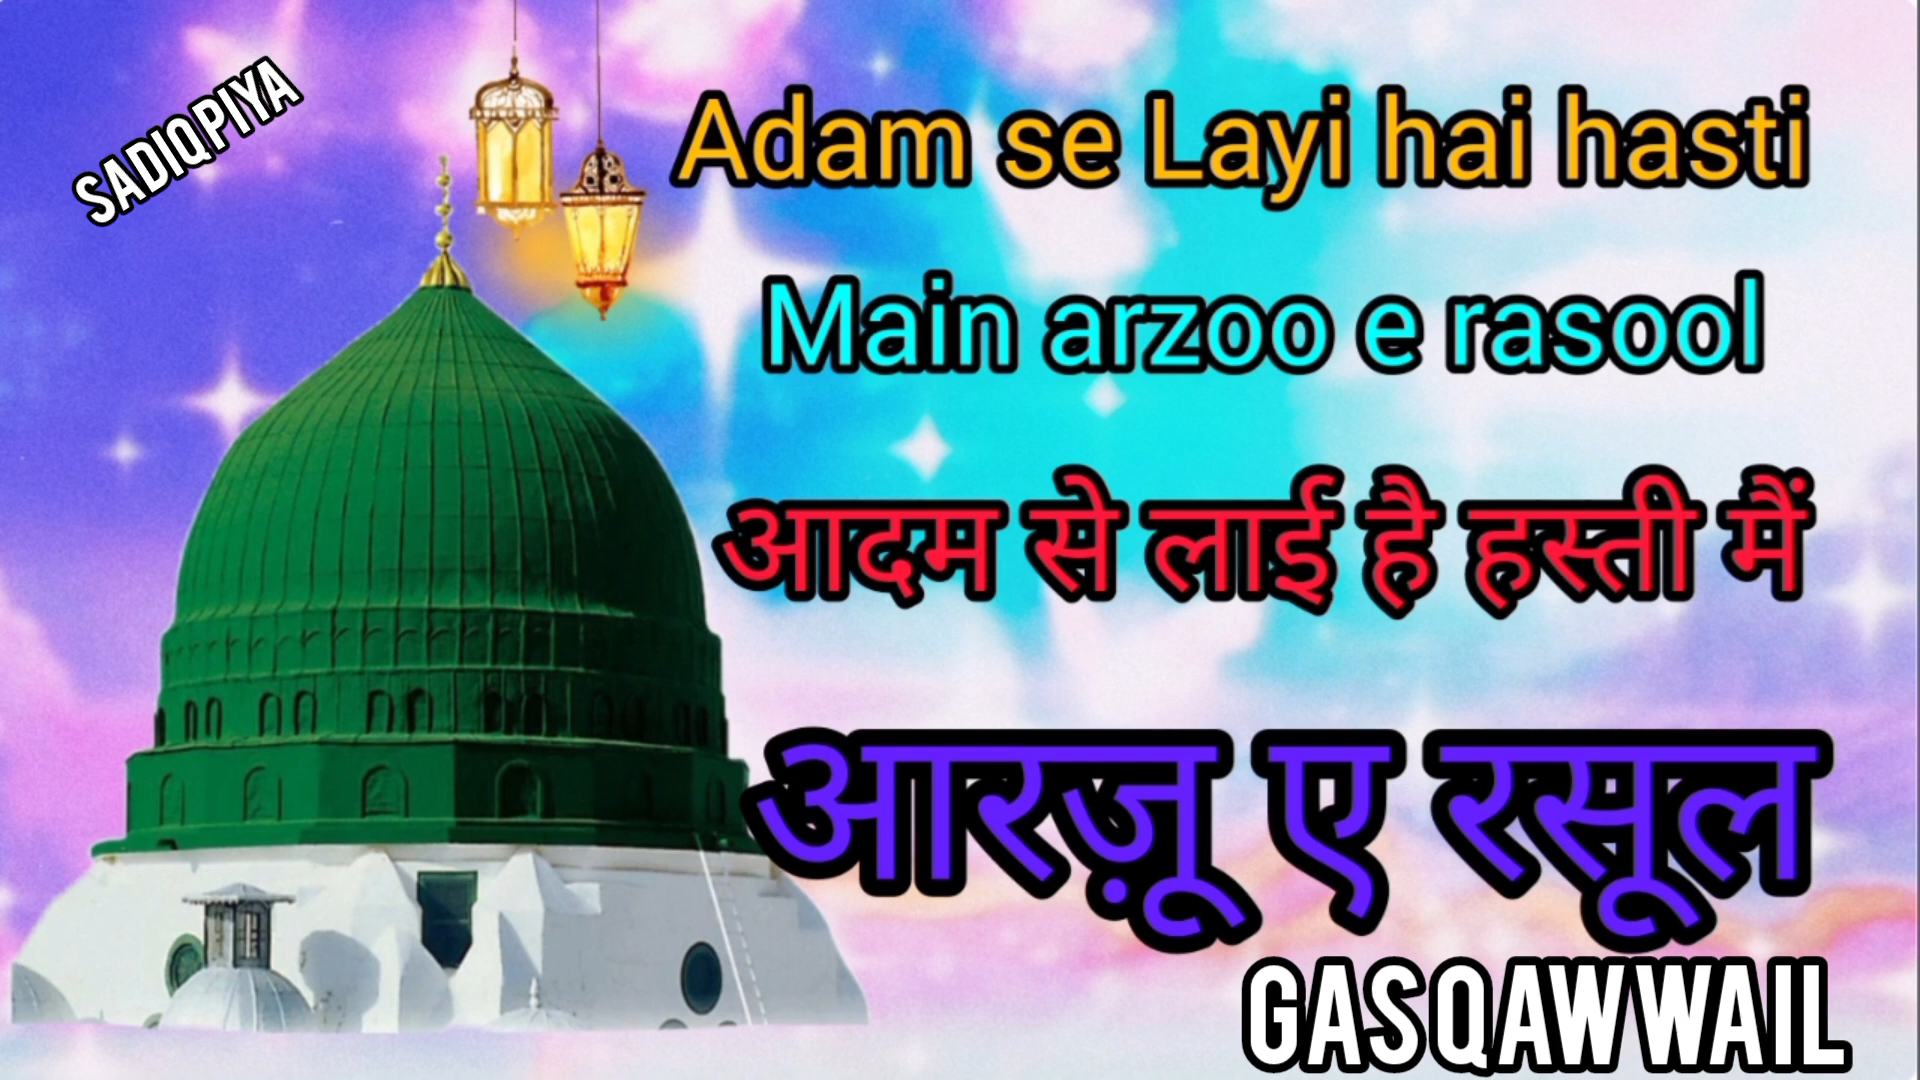 SADIQPIYA
Adam se Layi hai hasti
Main arzoo e rasool
आदम से लाई है हस्ती मैं
आरज़ू ए रसूल
GASQAWWAIL